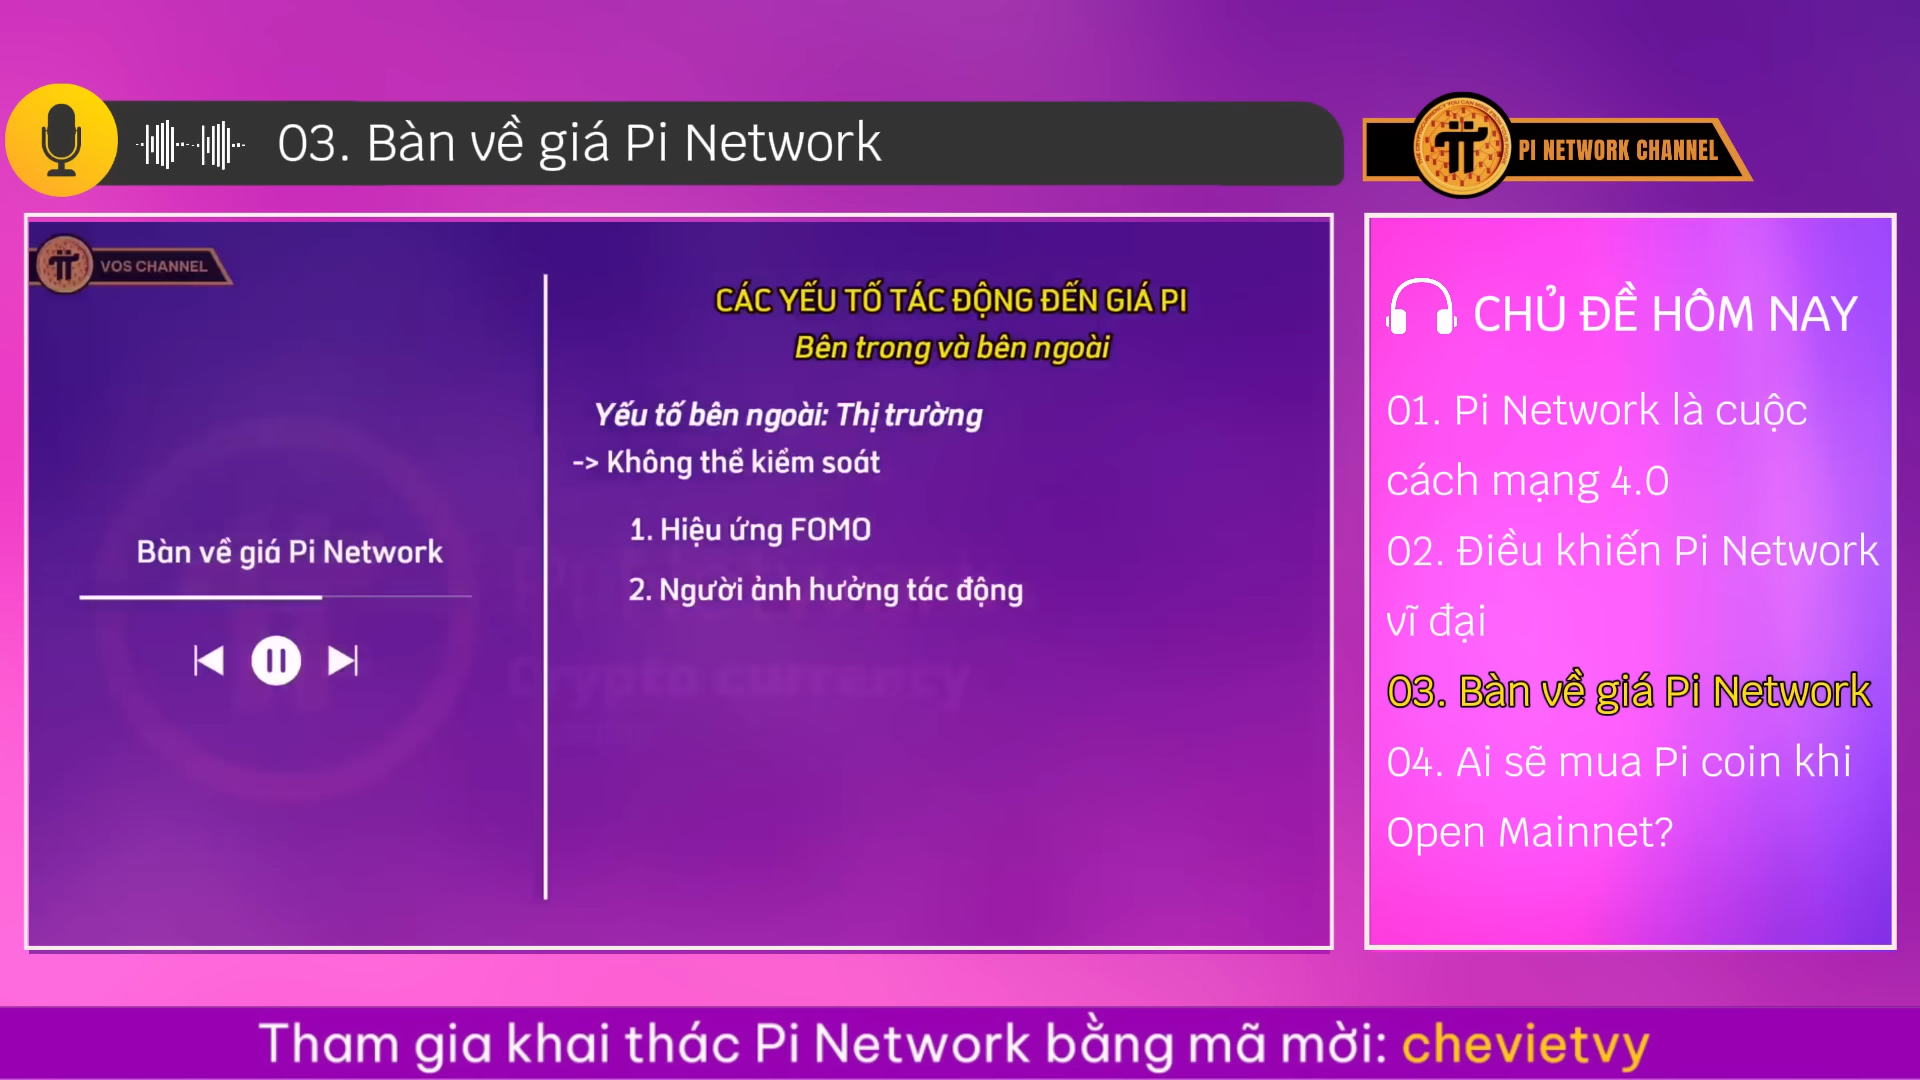 03. Bàn về giá Pi Network
PI NETWORK CHANNEL
VOS CHANNEL
Bàn về giá Pi Network
CÁC YẾU TỐ TÁC ĐỘNG ĐẾN GIÁ PI
Bên trong và bên ngoài
Yếu tố bên ngoài: Thị trường
-> Không thể kiểm soát
1. Hiệu ứng FOMO
2. Người ảnh hưởng tác động
Crypto currency
CHỦ ĐỀ HÔM NAY
01. Pi Network là cuộc
cách mạng 4.0
02. Điều khiến Pi Network
vĩ đại
03. Bàn về giá Pi Network
04. Ai sẽ mua Pi coin khi
Open Mainnet?
Tham gia khai thác Pi Network bằng mã mời: chevietvy